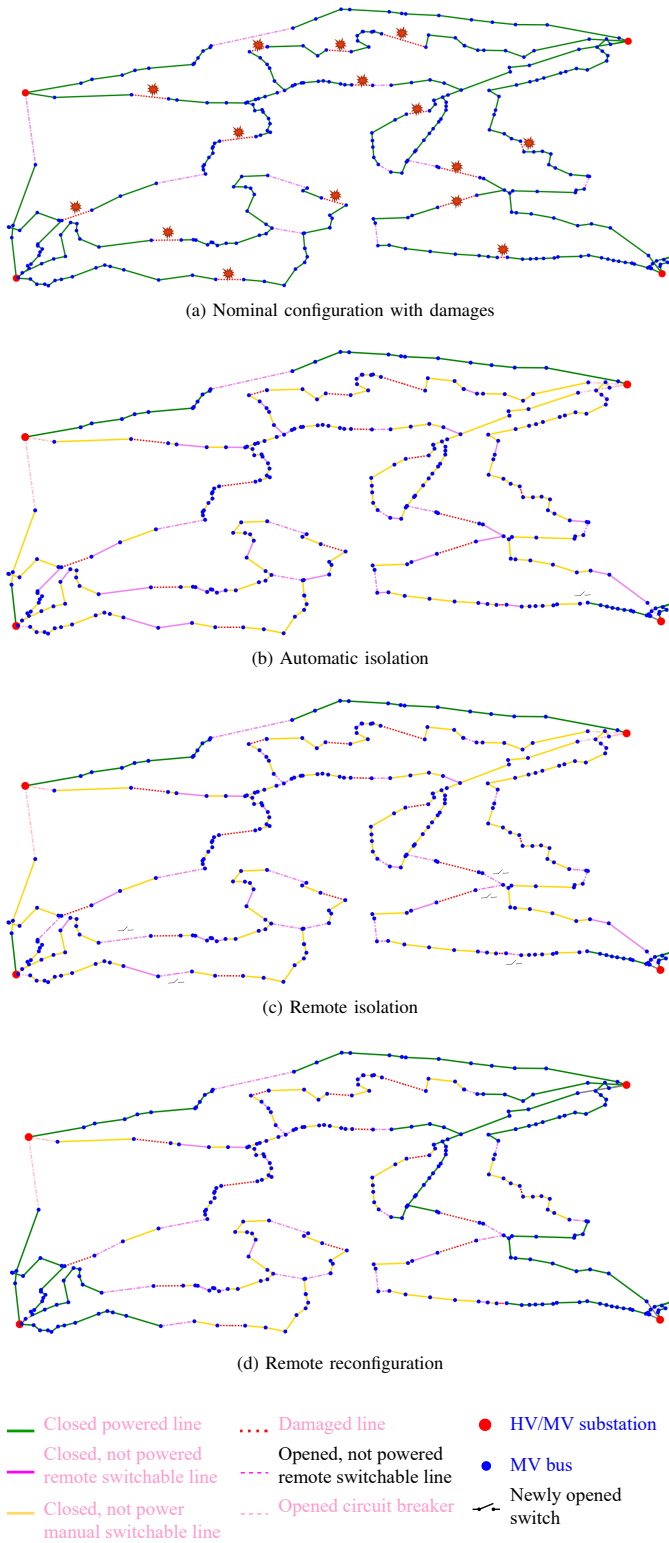 (a) Nominal configuration with damages
(b) Automatic isolation
(c) Remote isolation
(d) Remote reconfiguration
Closed powered line
Closed, not powered
remote switchable line
Closed, not power
manual switchable line
Damaged line
Opened, not powered
remote switchable line
Opened circuit breaker
HV/MV substation
MV bus
Newly opened
switch